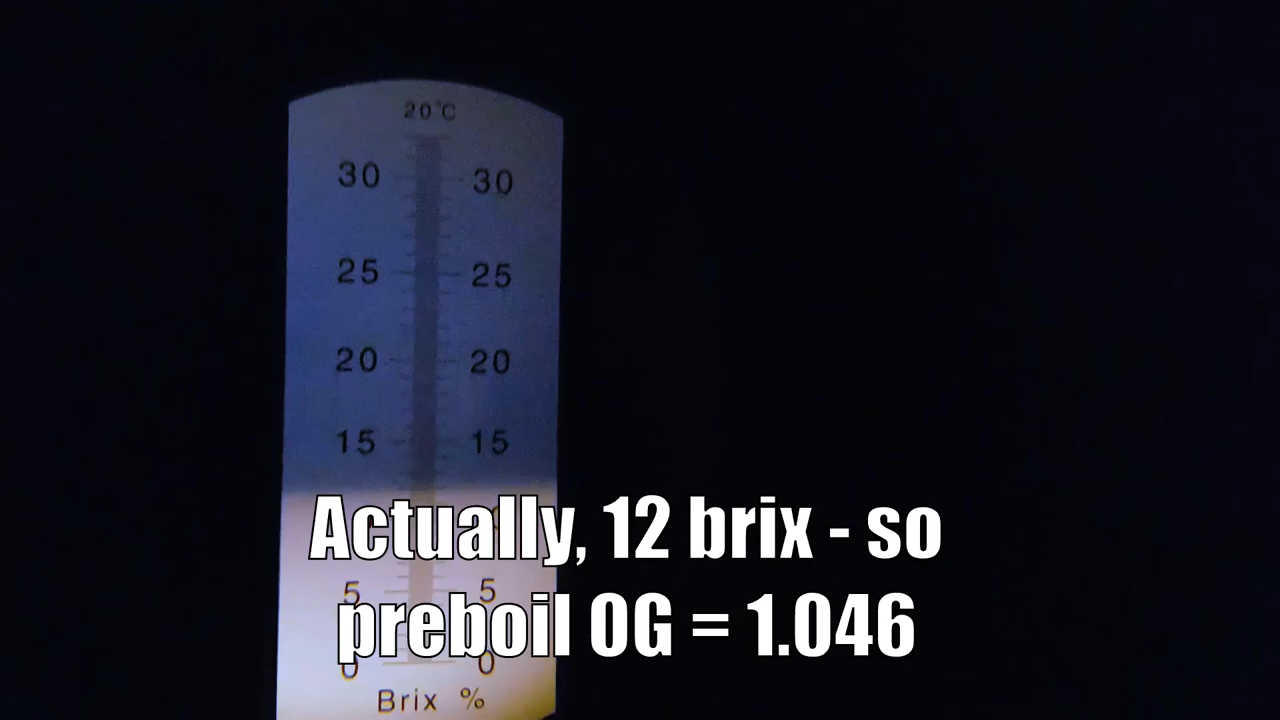 20°C
30 30
25 25
20 20
15 15
Actually, 12 brix - so
5 5
preboil OG = 1.046
0 0
Brix %